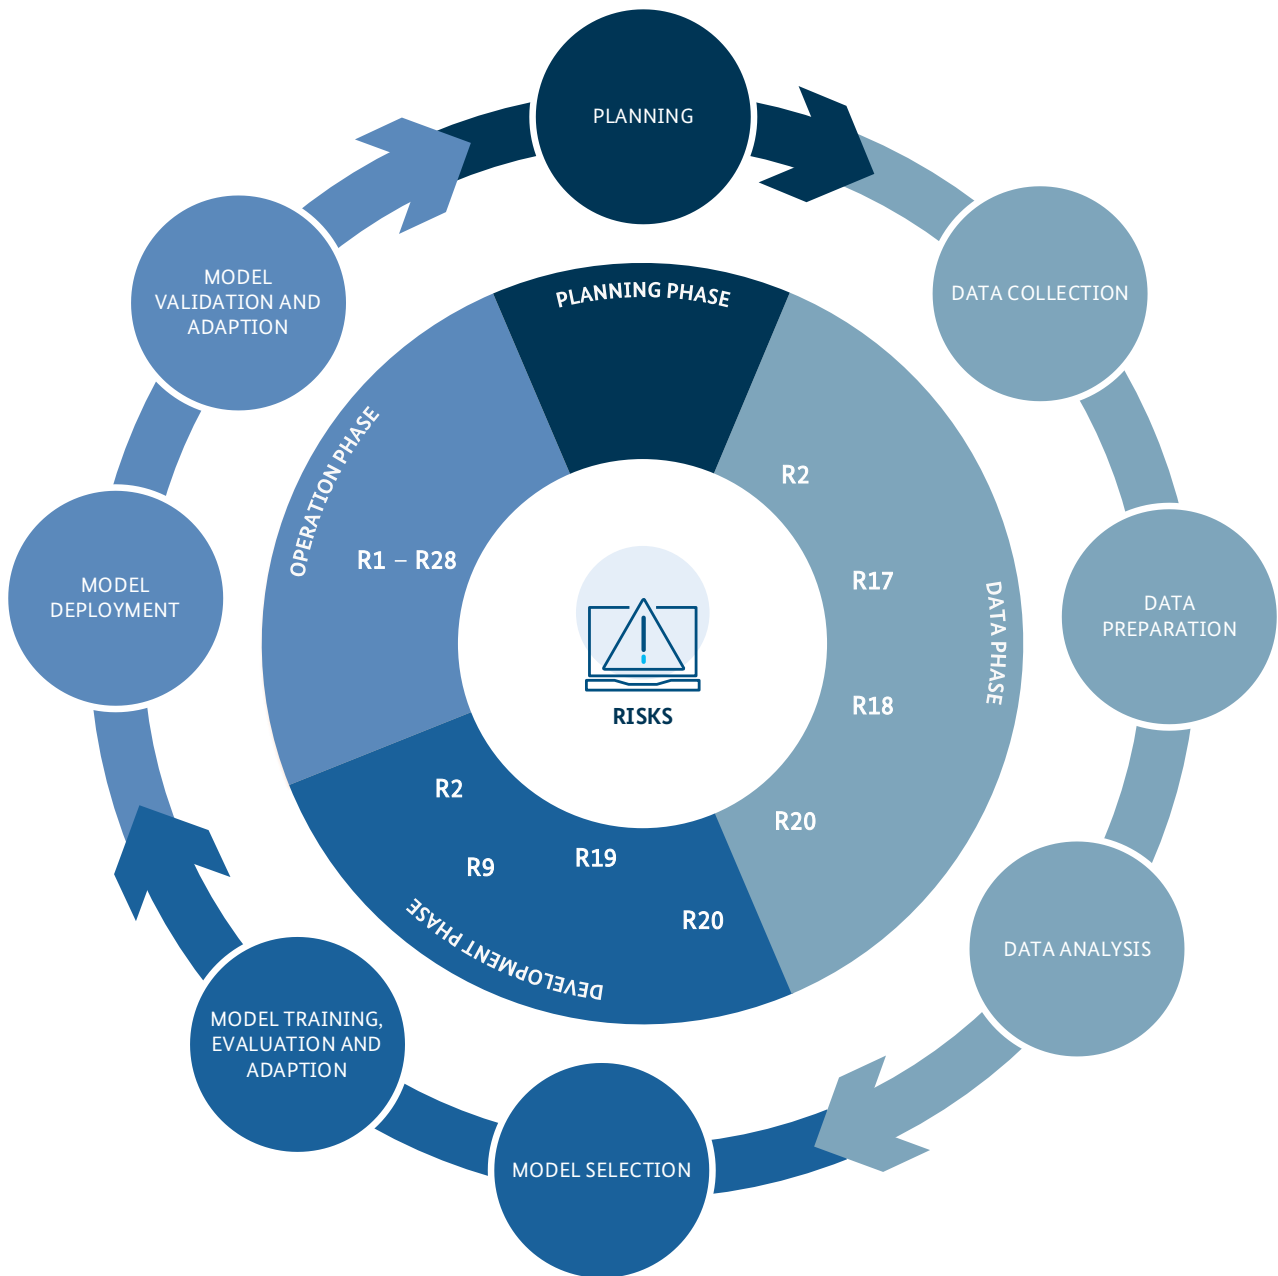 PLANNING
DATA COLLECTION
DATA
PREPARATION
DATA ANALYSIS
MODEL SELECTION
MODEL TRAINING,
EVALUATION AND
ADAPTION
MODEL
DEPLOYMENT
MODEL
VALIDATION AND
ADAPTION
PLANNING PHASE
DATA PHASE
R2
R17
R18
R20
DEVELOPMENT PHASE
R2
R9
R19
R20
OPERATION PHASE
R1 – R28
RISKS